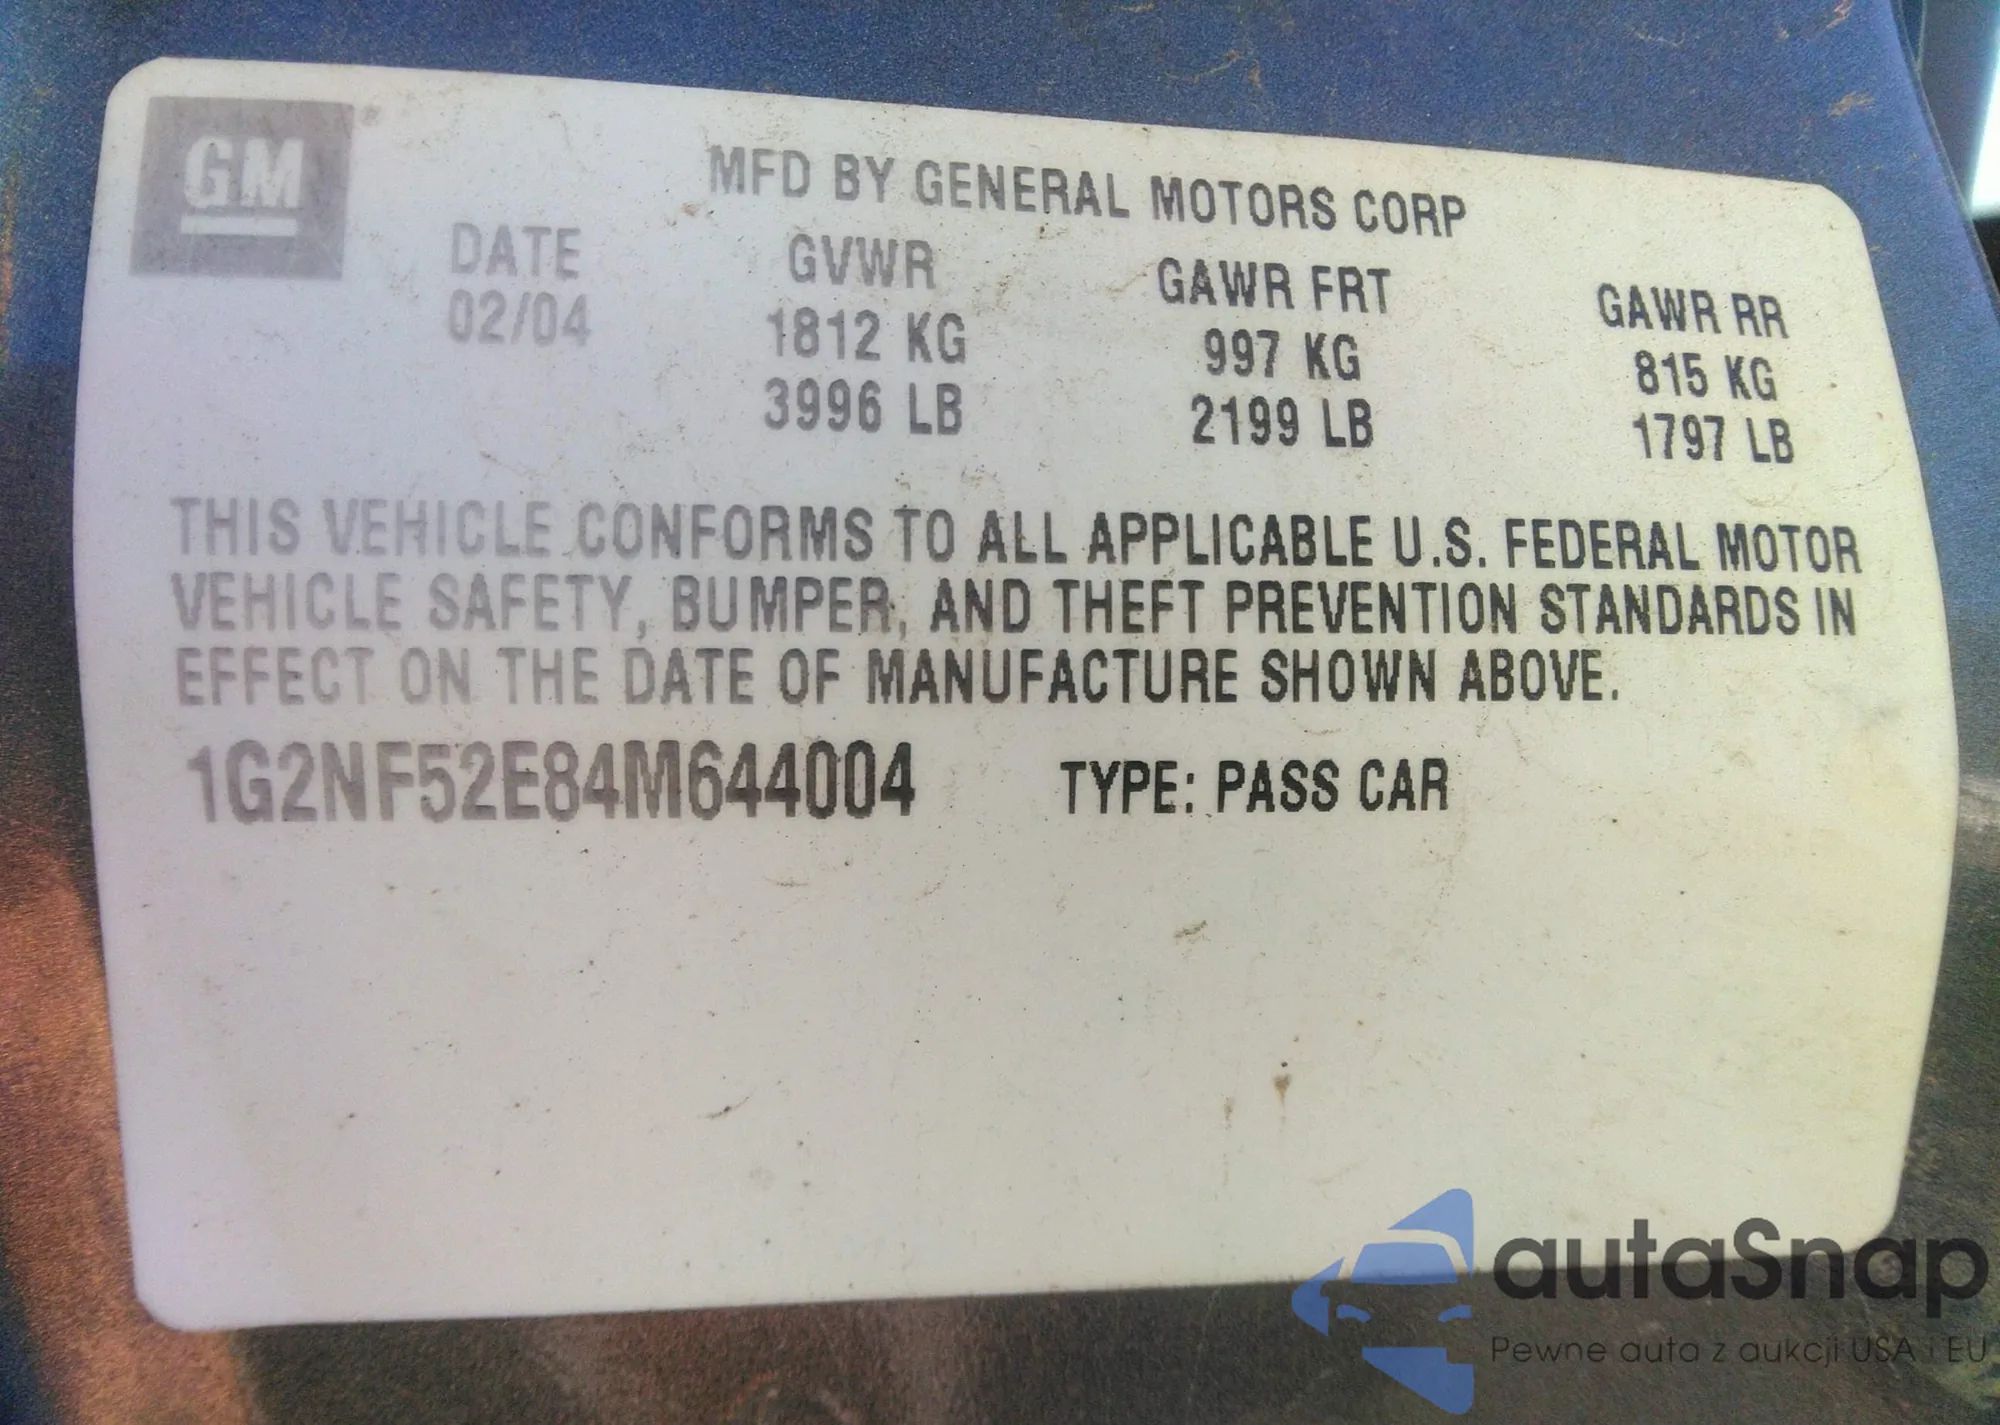 GM
MFD BY GENERAL MOTORS CORP
DATE GVWR GAWR FRT GAWR RR
02/04 1812 KG 997 KG 815 KG
3996 LB 2199 LB 1797 LB
THIS VEHICLE CONFORMS TO ALL APPLICABLE U.S. FEDERAL MOTOR
VEHICLE SAFETY, BUMPER, AND THEFT PREVENTION STANDARDS IN
EFFECT ON THE DATE OF MANUFACTURE SHOWN ABOVE.
1G2NF52E84M644004 TYPE: PASS CAR
autaSnap
Pewne auta z aukcji USA i EU